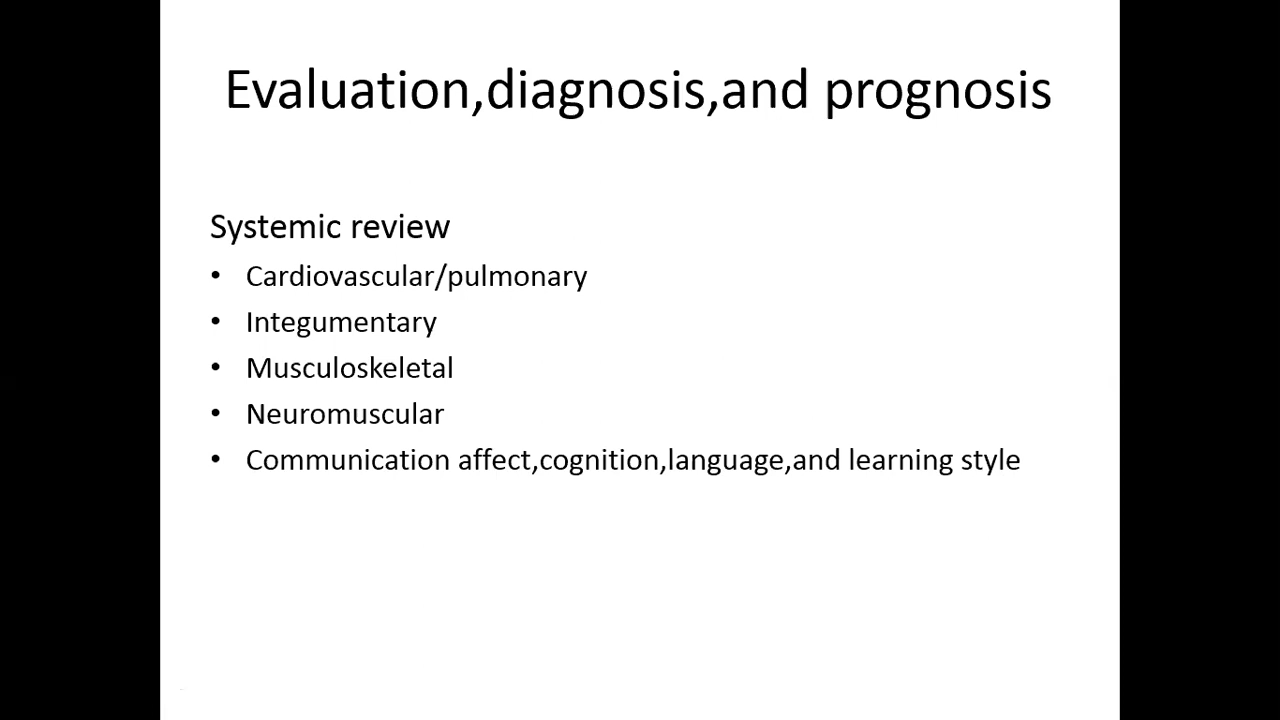 Evaluation,diagnosis,and prognosis
Systemic review
• Cardiovascular/pulmonary
• Integumentary
• Musculoskeletal
• Neuromuscular
• Communication affect,cognition,language,and learning style